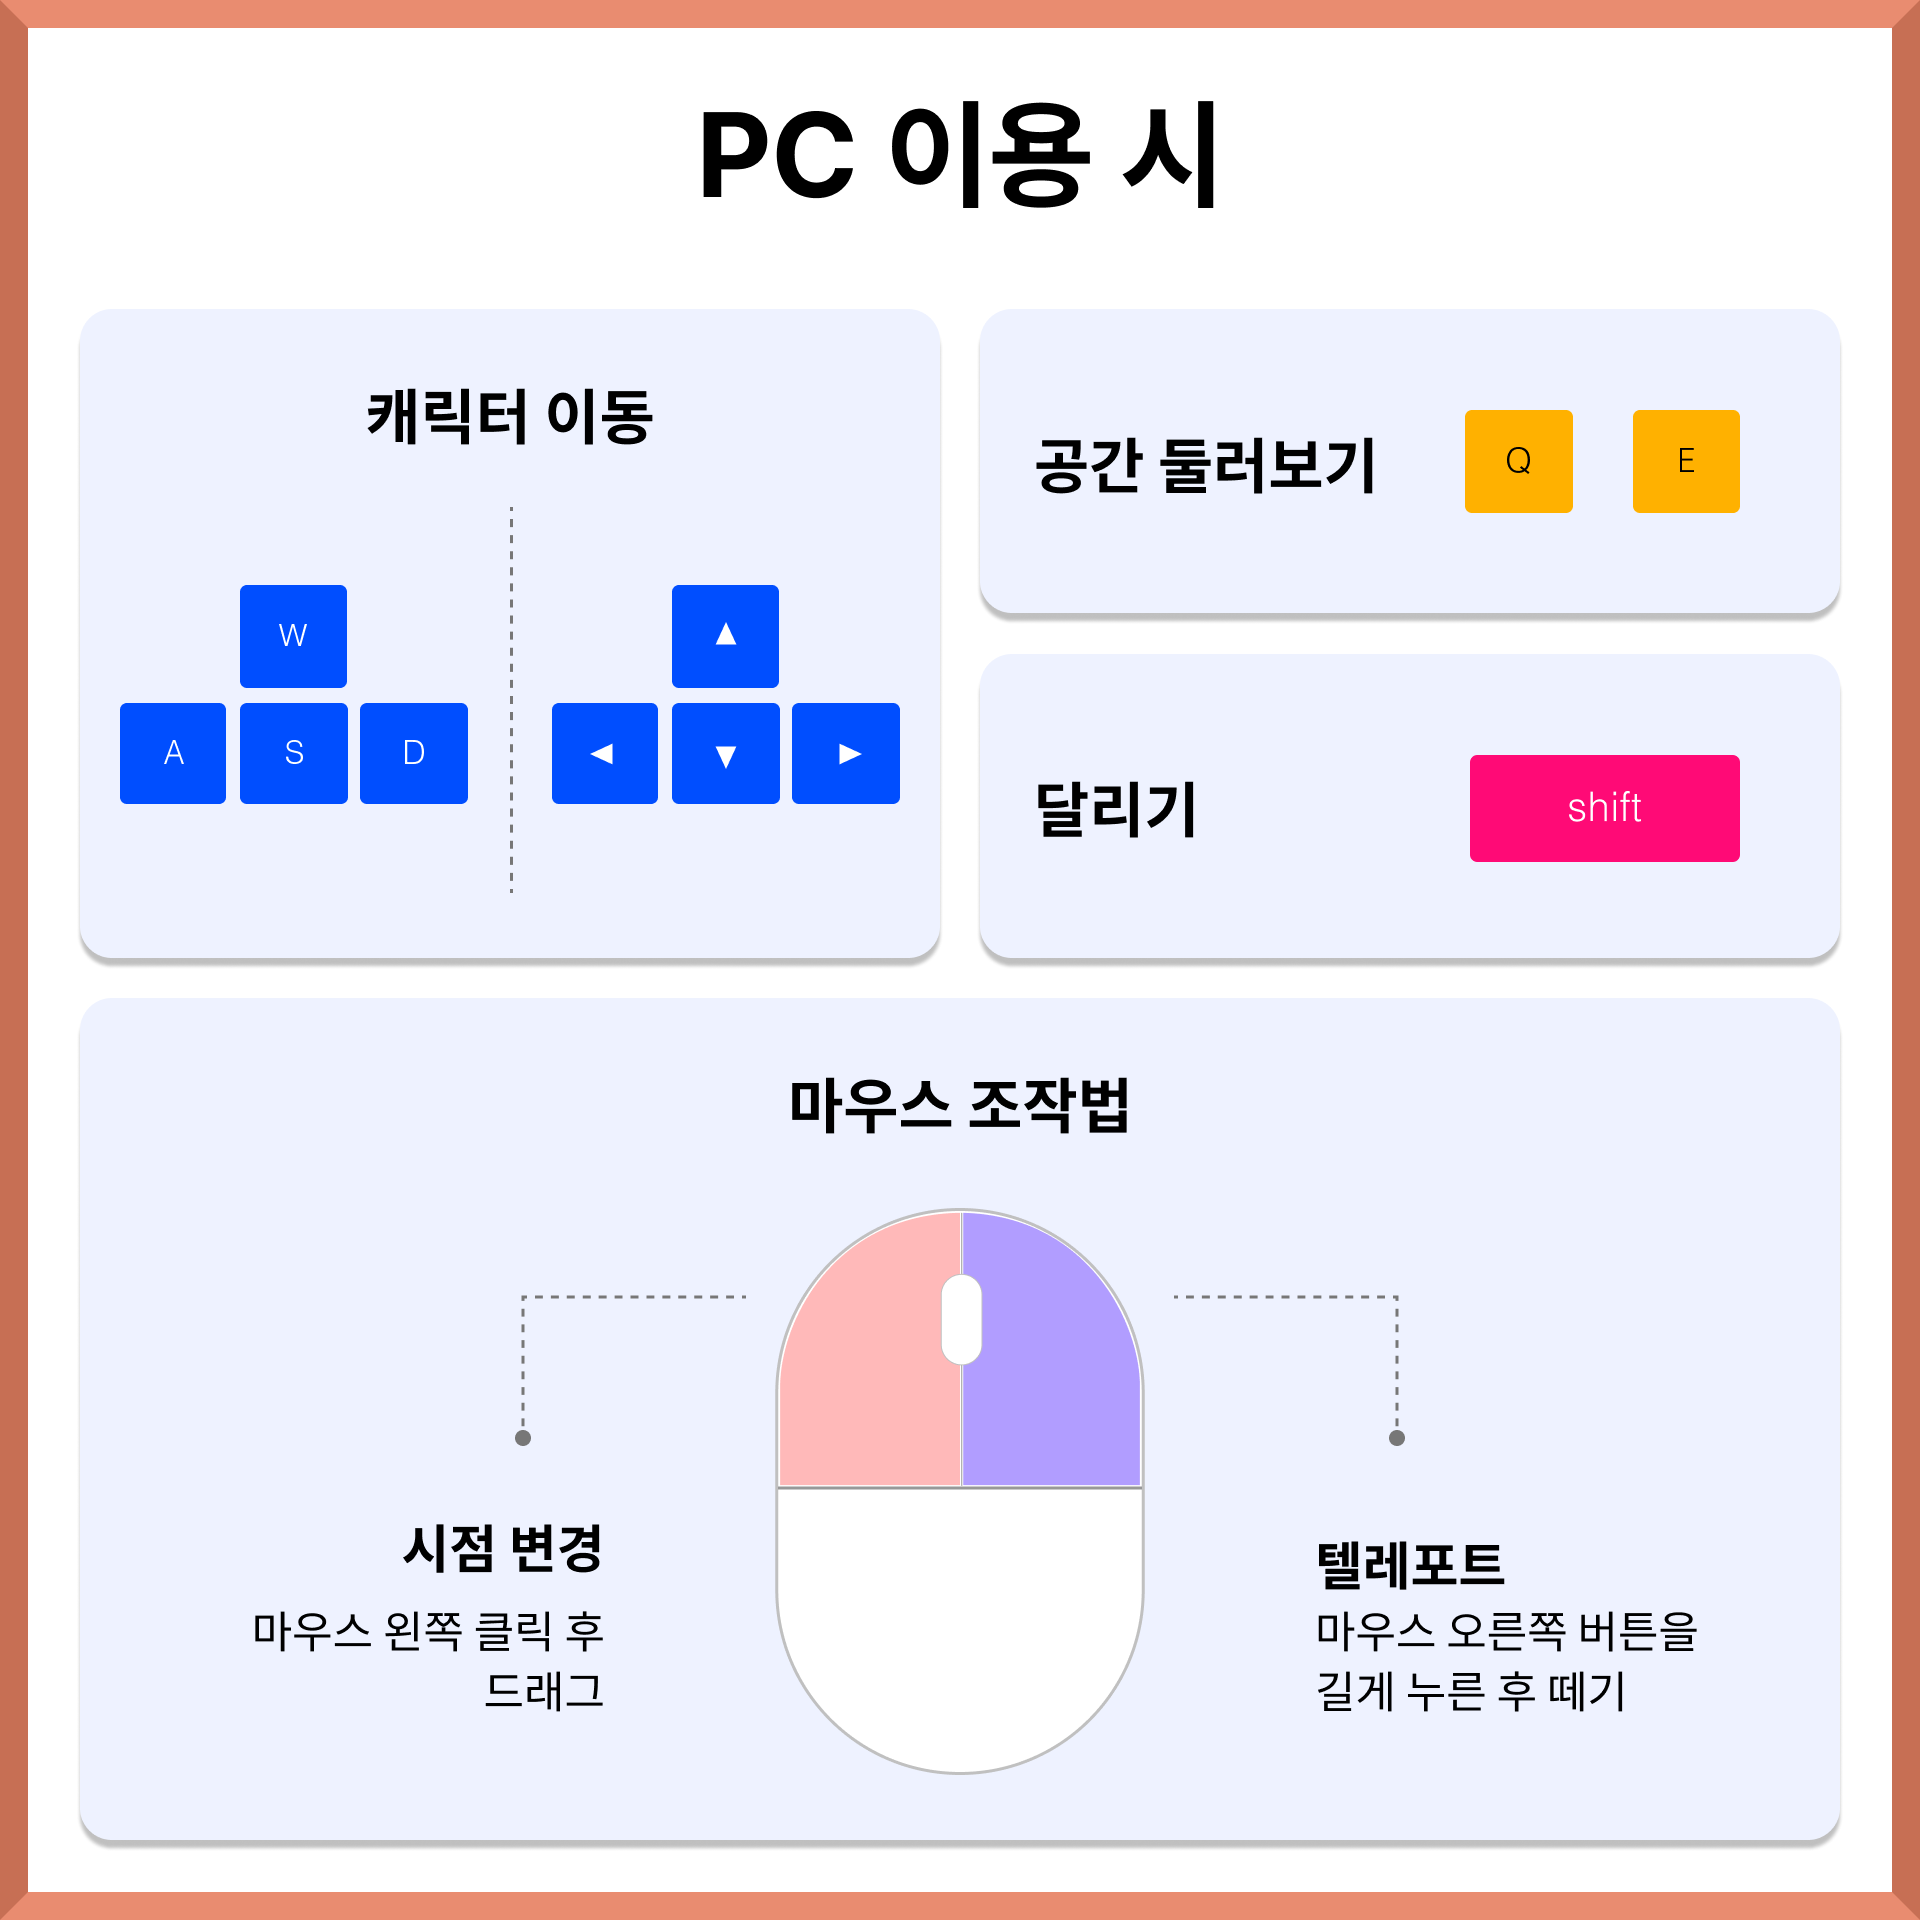 PC 이용 시
캐릭터 이동
W
A S D
▲
◀ ▼ ▶
공간 둘러보기 Q E
달리기 shift
마우스 조작법
시점 변경
마우스 왼쪽 클릭 후
드래그
텔레포트
마우스 오른쪽 버튼을
길게 누른 후 떼기